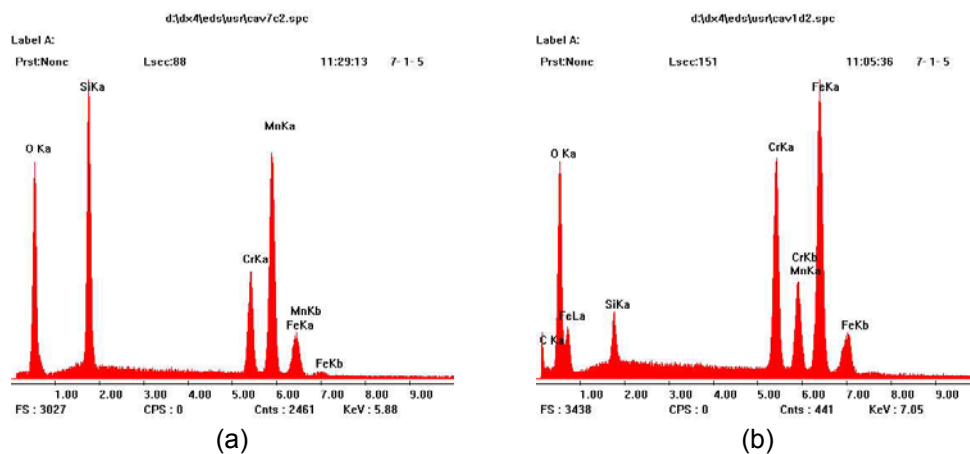 d:\dx4\eds\usr\cav7c2.spc
Label A:
Prst:None Lsec:88 11:29:13 7- 1- 5
SiKa
MnKa
O Ka
CrKa
MnKb
FeKa
FeKb
1.00 2.00 3.00 4.00 5.00 6.00 7.00 8.00 9.00
FS : 3027 CPS : 0 Cnts : 2461 KeV : 5.88
(a)
d:\dx4\eds\usr\cav1d2.spc
Label A:
Prst:None Lsec:151 11:05:36 7- 1- 5
FeKa
O Ka
CrKa
CrKb
MnKa
SiKa
FeLa
FeKb
C Ka
1.00 2.00 3.00 4.00 5.00 6.00 7.00 8.00 9.00
FS : 3438 CPS : 0 Cnts : 441 KeV : 7.05
(b)